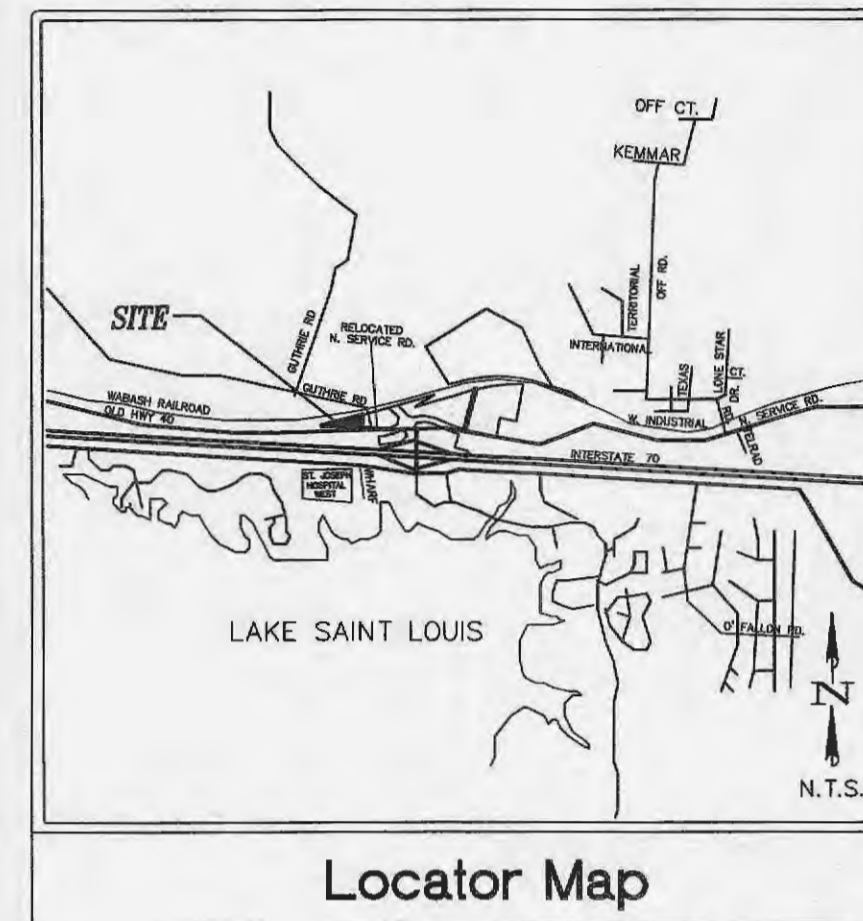 OFF CT.
KEMMAR
TERRITORIAL
OFF RD.
SITE
GUTHRIE RD
RELOCATED
N. SERVICE RD.
INTERNATIONAL
TEXAS
LONE STAR
CT.
DR.
RD.
GUTHRIE RD
WABASH RAILROAD
OLD HWY 40
W. INDUSTRIAL
N. SERVICE RD.
INTERSTATE 70
ST. JOSEPH
HOSPITAL
WEST
WHARF
LAKE SAINT LOUIS
O' FALLON RD.
N
N.T.S.
Locator Map